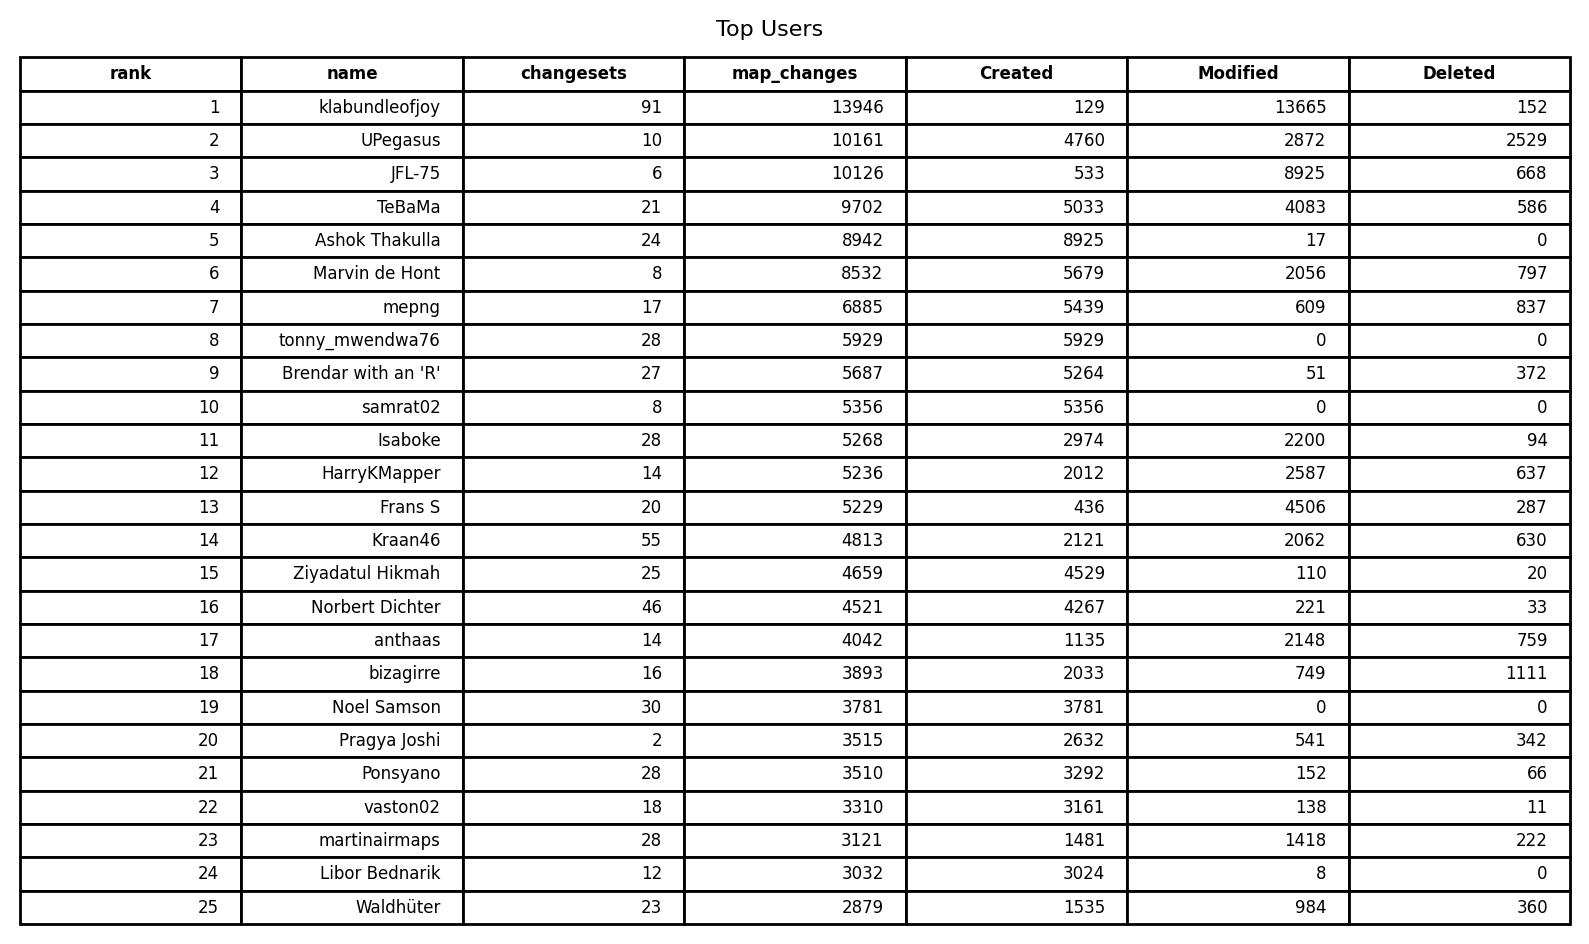 Top Users
rank name changesets map_changes Created Modified Deleted
1 klabundleofjoy 91 13946 129 13665 152
2 UPegasus 10 10161 4760 2872 2529
3 JFL-75 6 10126 533 8925 668
4 TeBaMa 21 9702 5033 4083 586
5 Ashok Thakulla 24 8942 8925 17 0
6 Marvin de Hont 8 8532 5679 2056 797
7 mepng 17 6885 5439 609 837
8 tonny_mwendwa76 28 5929 5929 0 0
9 Brendar with an 'R' 27 5687 5264 51 372
10 samrat02 8 5356 5356 0 0
11 Isaboke 28 5268 2974 2200 94
12 HarryKMapper 14 5236 2012 2587 637
13 Frans S 20 5229 436 4506 287
14 Kraan46 55 4813 2121 2062 630
15 Ziyadatul Hikmah 25 4659 4529 110 20
16 Norbert Dichter 46 4521 4267 221 33
17 anthaas 14 4042 1135 2148 759
18 bizagirre 16 3893 2033 749 1111
19 Noel Samson 30 3781 3781 0 0
20 Pragya Joshi 2 3515 2632 541 342
21 Ponsyano 28 3510 3292 152 66
22 vaston02 18 3310 3161 138 11
23 martinairmaps 28 3121 1481 1418 222
24 Libor Bednarik 12 3032 3024 8 0
25 Waldhüter 23 2879 1535 984 360